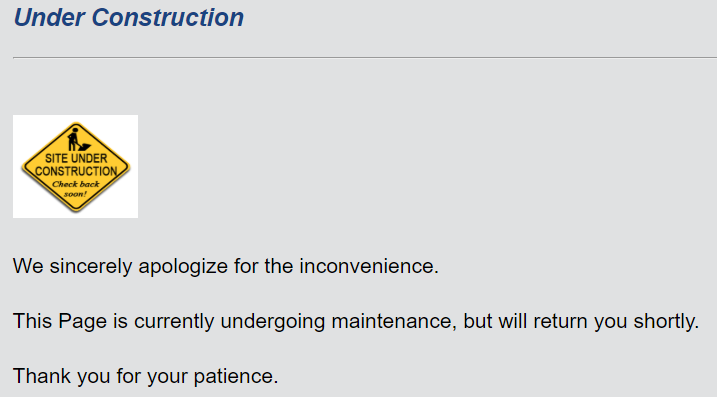 Under Construction
SITE UNDER
CONSTRUCTION
Check back
soon!
We sincerely apologize for the inconvenience.
This Page is currently undergoing maintenance, but will return you shortly.
Thank you for your patience.